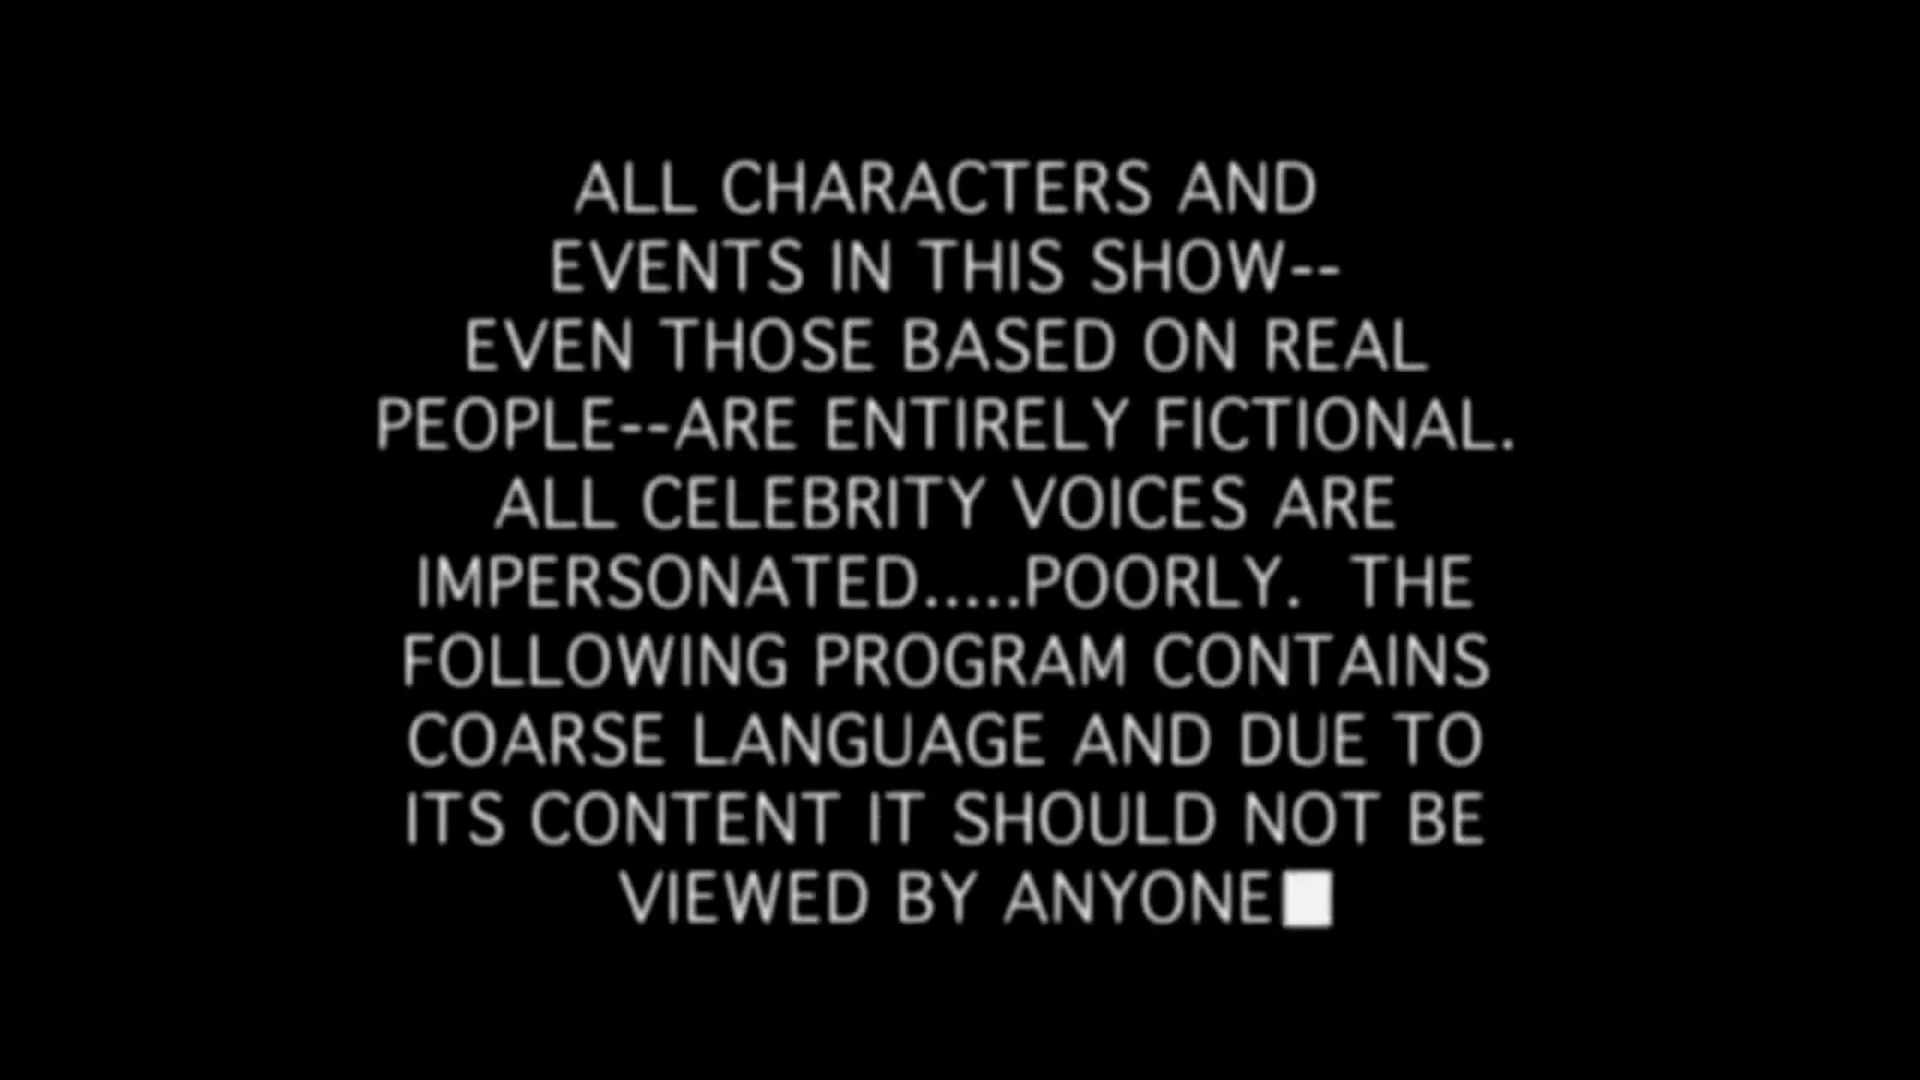 ALL CHARACTERS AND
EVENTS IN THIS SHOW--
EVEN THOSE BASED ON REAL
PEOPLE--ARE ENTIRELY FICTIONAL.
ALL CELEBRITY VOICES ARE
IMPERSONATED.....POORLY.  THE
FOLLOWING PROGRAM CONTAINS
COARSE LANGUAGE AND DUE TO
ITS CONTENT IT SHOULD NOT BE
VIEWED BY ANYONE